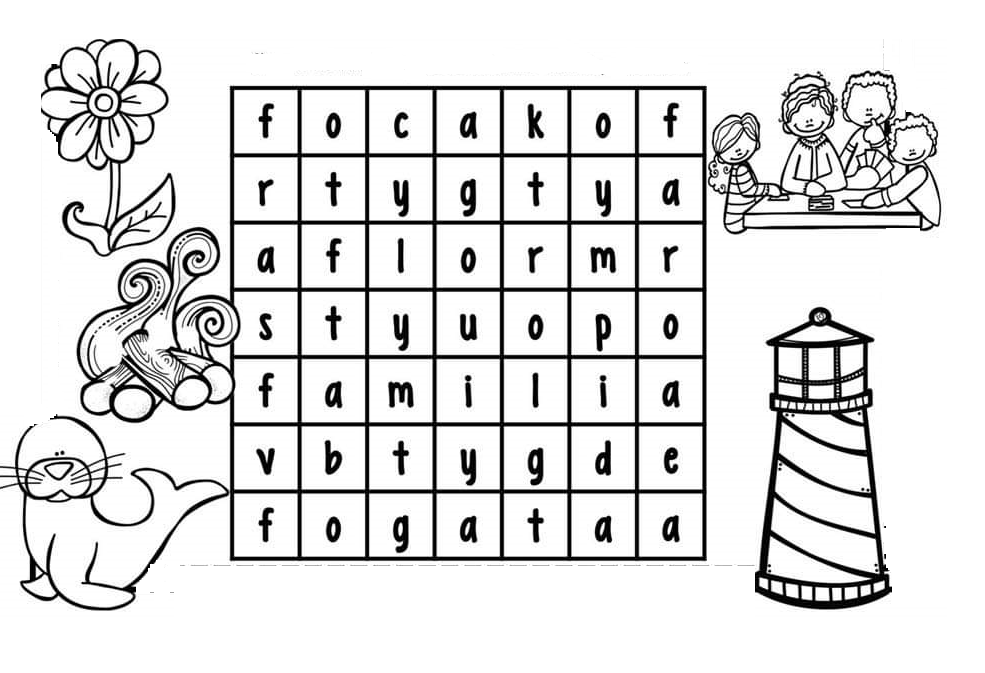 f o c a k o f
r t y g t y a
a f l o r m r
s t y u o p o
f a m i l i a
v b t y g d e
f o g a t a a